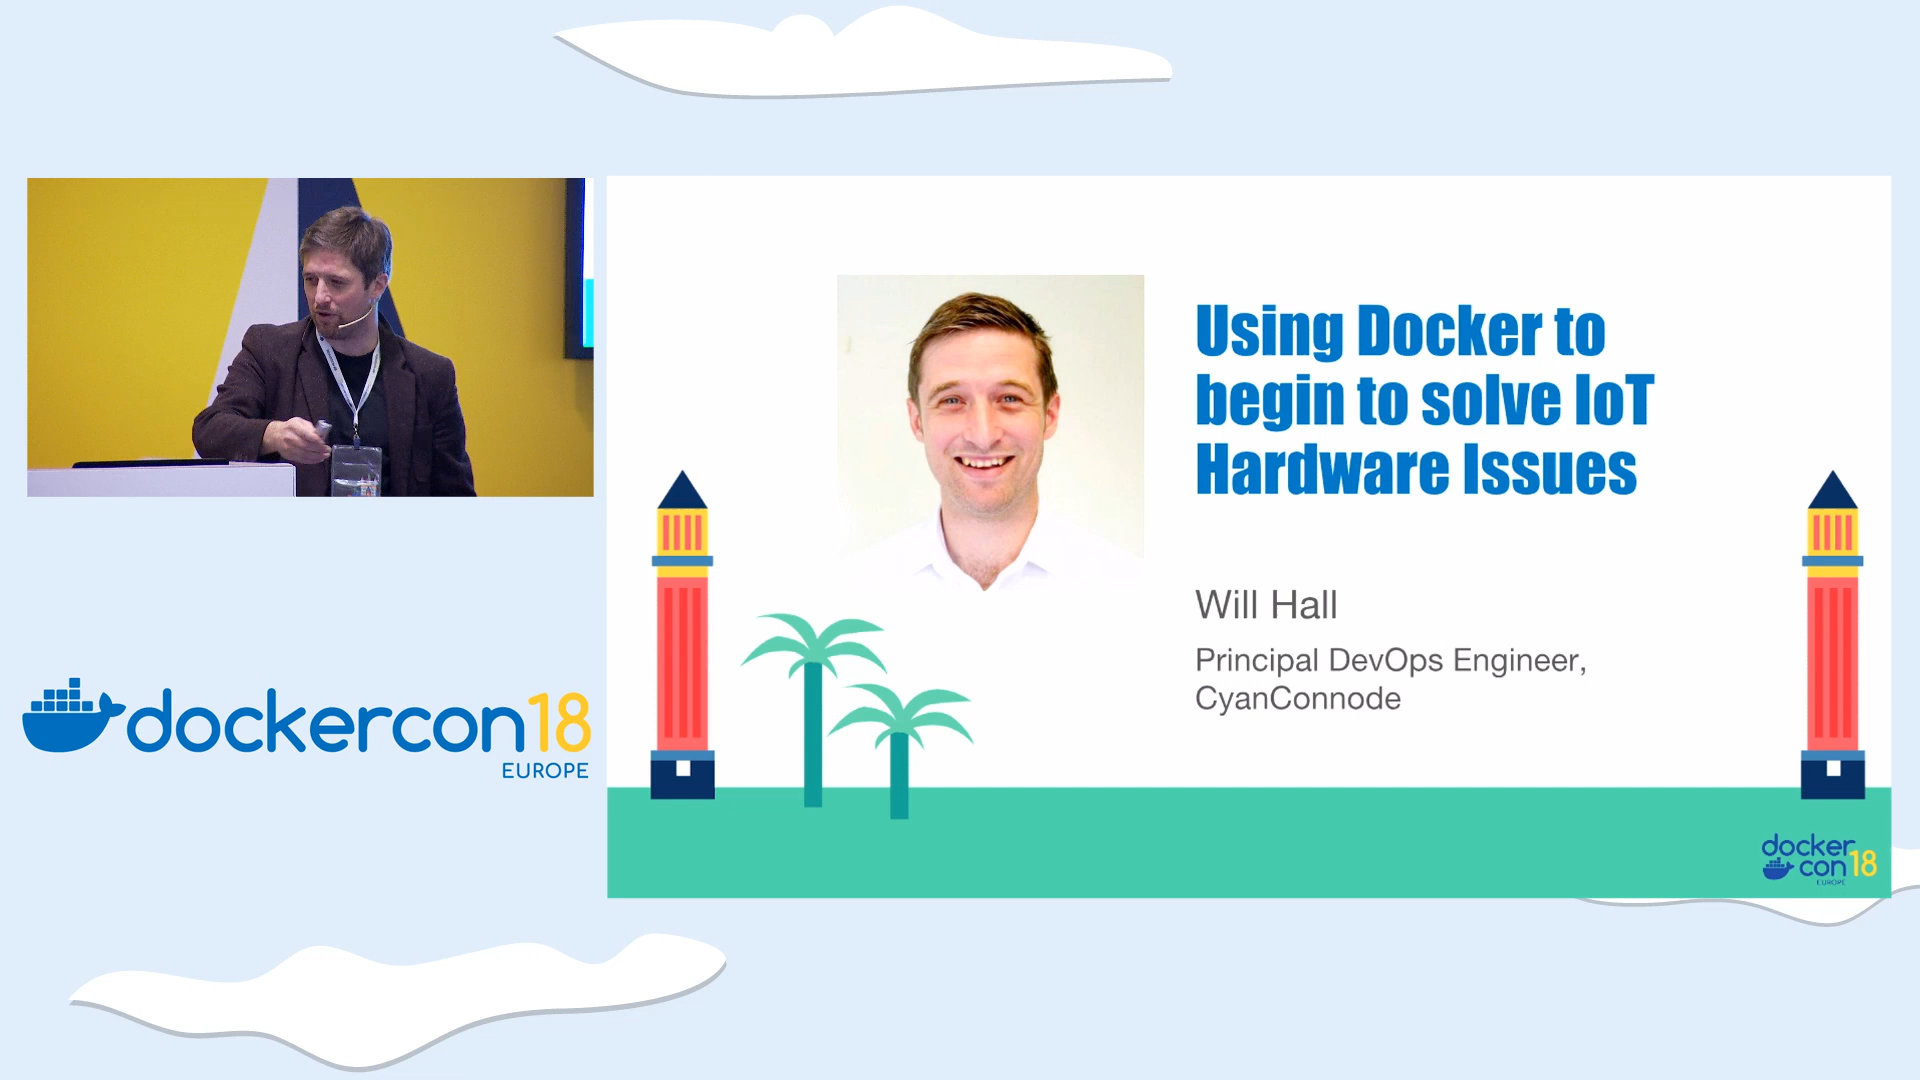 Using Docker to
begin to solve IoT
Hardware Issues
Will Hall
Principal DevOps Engineer,
CyanConnode
dockercon18
EUROPE
docker
con18
EUROPE